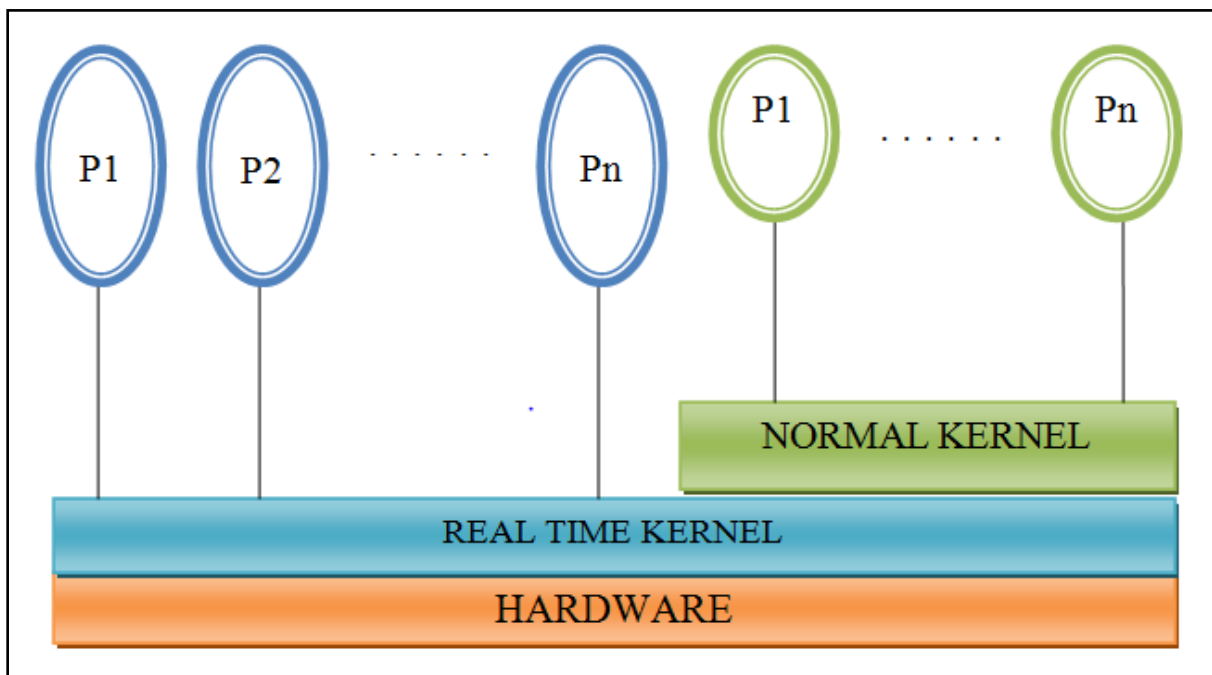 P1
P2
. . . . . .
Pn
P1
. . . . . .
Pn
NORMAL KERNEL
REAL TIME KERNEL
HARDWARE